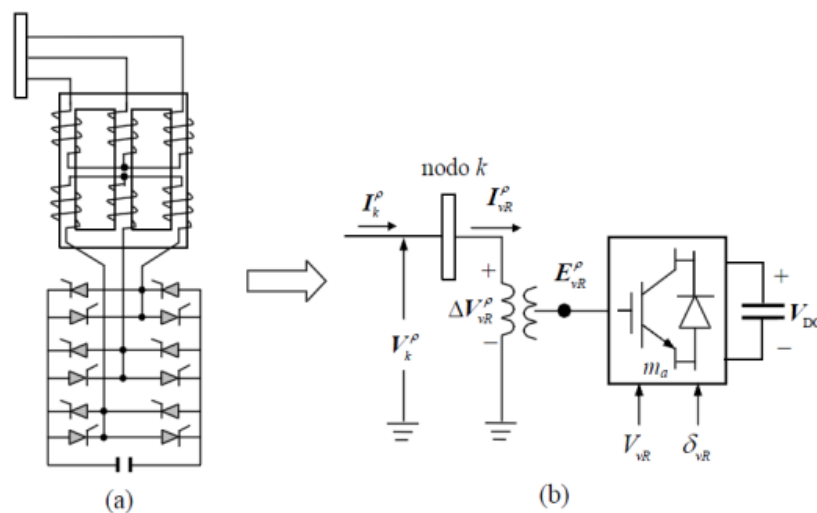 nodo k
I_k^ρ
I_vR^ρ
+
E_vR^ρ
ΔV_vR^ρ
V_k^ρ
−
m_a
+
V_DC
−
V_vR
δ_vR
(a)
(b)